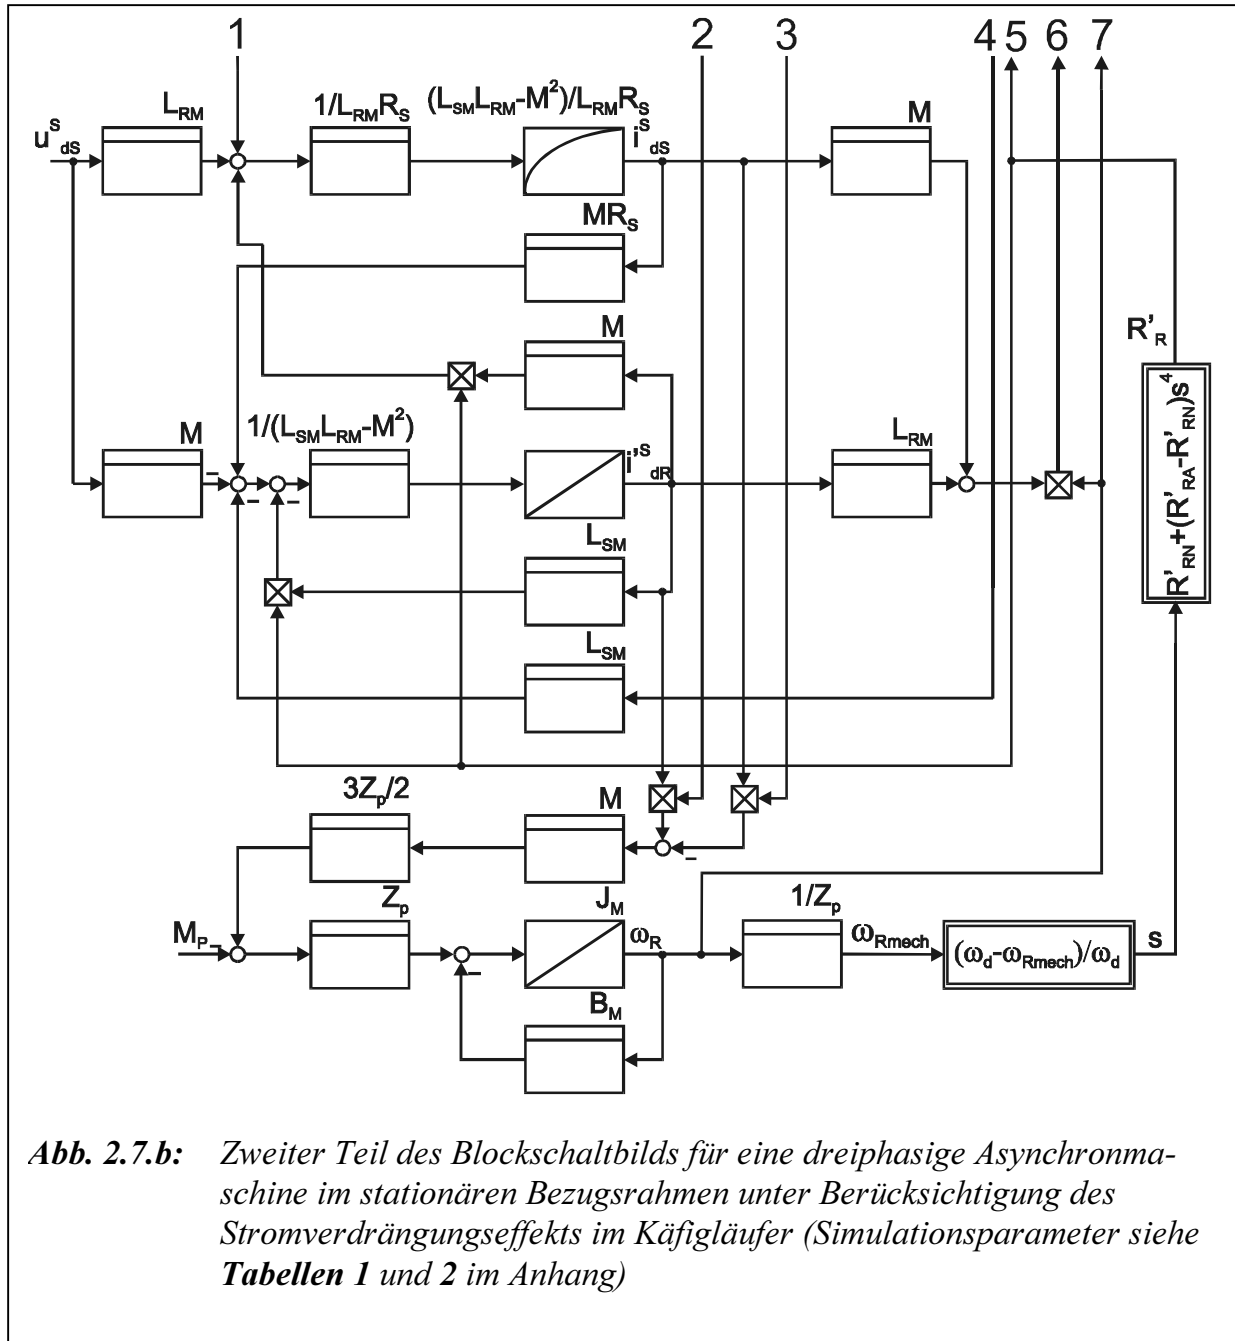 1 2 3 4 5 6 7
L_RM 1/L_RM R_S (L_SM L_RM-M²)/L_RM R_S M
u^S_dS i^S_dS
MR_S
M R'_R
M 1/(L_SM L_RM-M²) L_RM
– i'^S_dR
– –
R'_RN+(R'_RA-R'_RN)s⁴
L_SM
L_SM
3Z_p/2 M
–
Z_p J_M 1/Z_p
M_P – ω_R ω_Rmech (ω_d-ω_Rmech)/ω_d s
–
B_M
Abb. 2.7.b: Zweiter Teil des Blockschaltbilds für eine dreiphasige Asynchronma-
schine im stationären Bezugsrahmen unter Berücksichtigung des
Stromverdrängungseffekts im Käfigläufer (Simulationsparameter siehe
Tabellen 1 und 2 im Anhang)